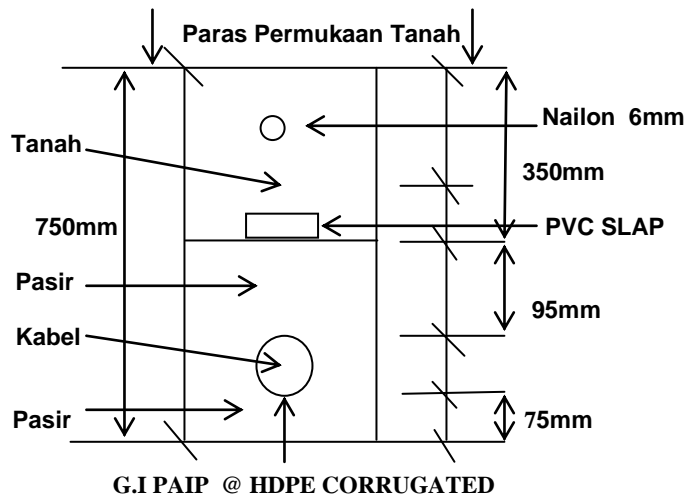 Paras Permukaan Tanah
Nailon 6mm
Tanah
350mm
750mm
PVC SLAP
Pasir
95mm
Kabel
Pasir
75mm
G.I PAIP @ HDPE CORRUGATED